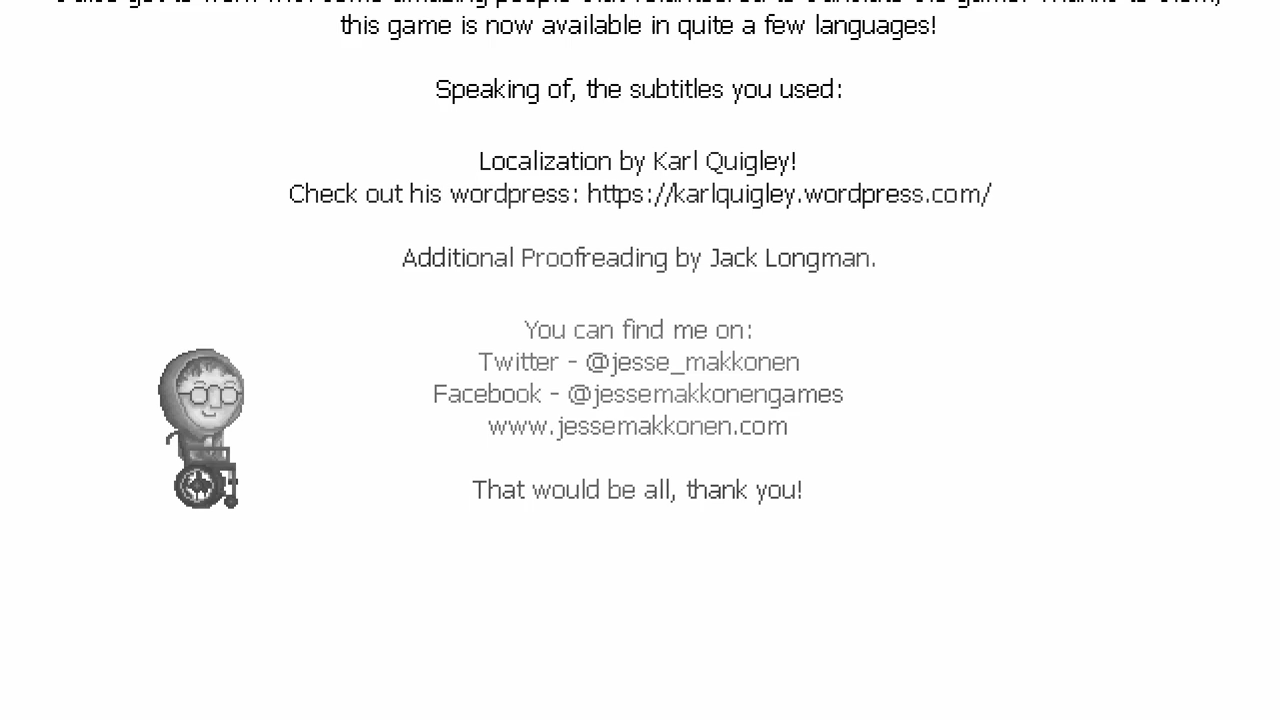 this game is now available in quite a few languages!
Speaking of, the subtitles you used:
Localization by Karl Quigley!
Check out his wordpress: https://karlquigley.wordpress.com/
Additional Proofreading by Jack Longman.
You can find me on:
Twitter - @jesse_makkonen
Facebook - @jessemakkonengames
www.jessemakkonen.com
That would be all, thank you!